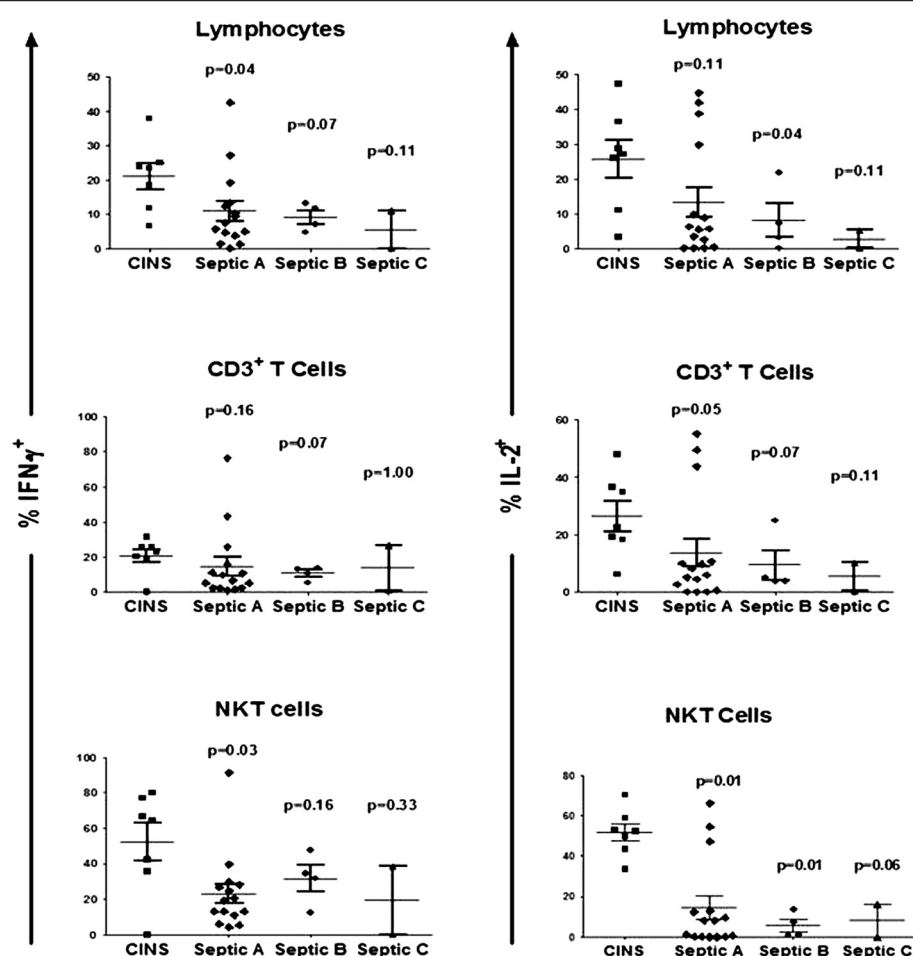 % IFNγ⁺
Lymphocytes
p=0.04
p=0.07
p=0.11
50
40
30
20
10
0
CINS Septic A Septic B Septic C
CD3⁺ T Cells
p=0.16
p=0.07
p=1.00
100
80
60
40
20
0
CINS Septic A Septic B Septic C
NKT cells
p=0.03
p=0.16
p=0.33
100
80
60
40
20
0
CINS Septic A Septic B Septic C
% IL-2⁺
Lymphocytes
p=0.11
p=0.04
p=0.11
50
40
30
20
10
0
CINS Septic A Septic B Septic C
CD3⁺ T Cells
p=0.05
p=0.07
p=0.11
60
40
20
0
CINS Septic A Septic B Septic C
NKT Cells
p=0.01
p=0.01
p=0.06
80
60
40
20
0
CINS Septic A Septic B Septic C